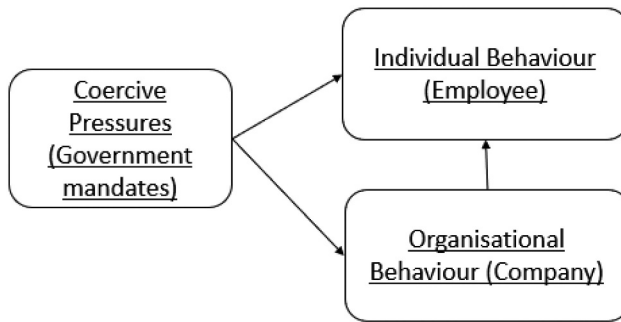 Coercive
Pressures
(Government
mandates)
Individual Behaviour
(Employee)
Organisational
Behaviour (Company)